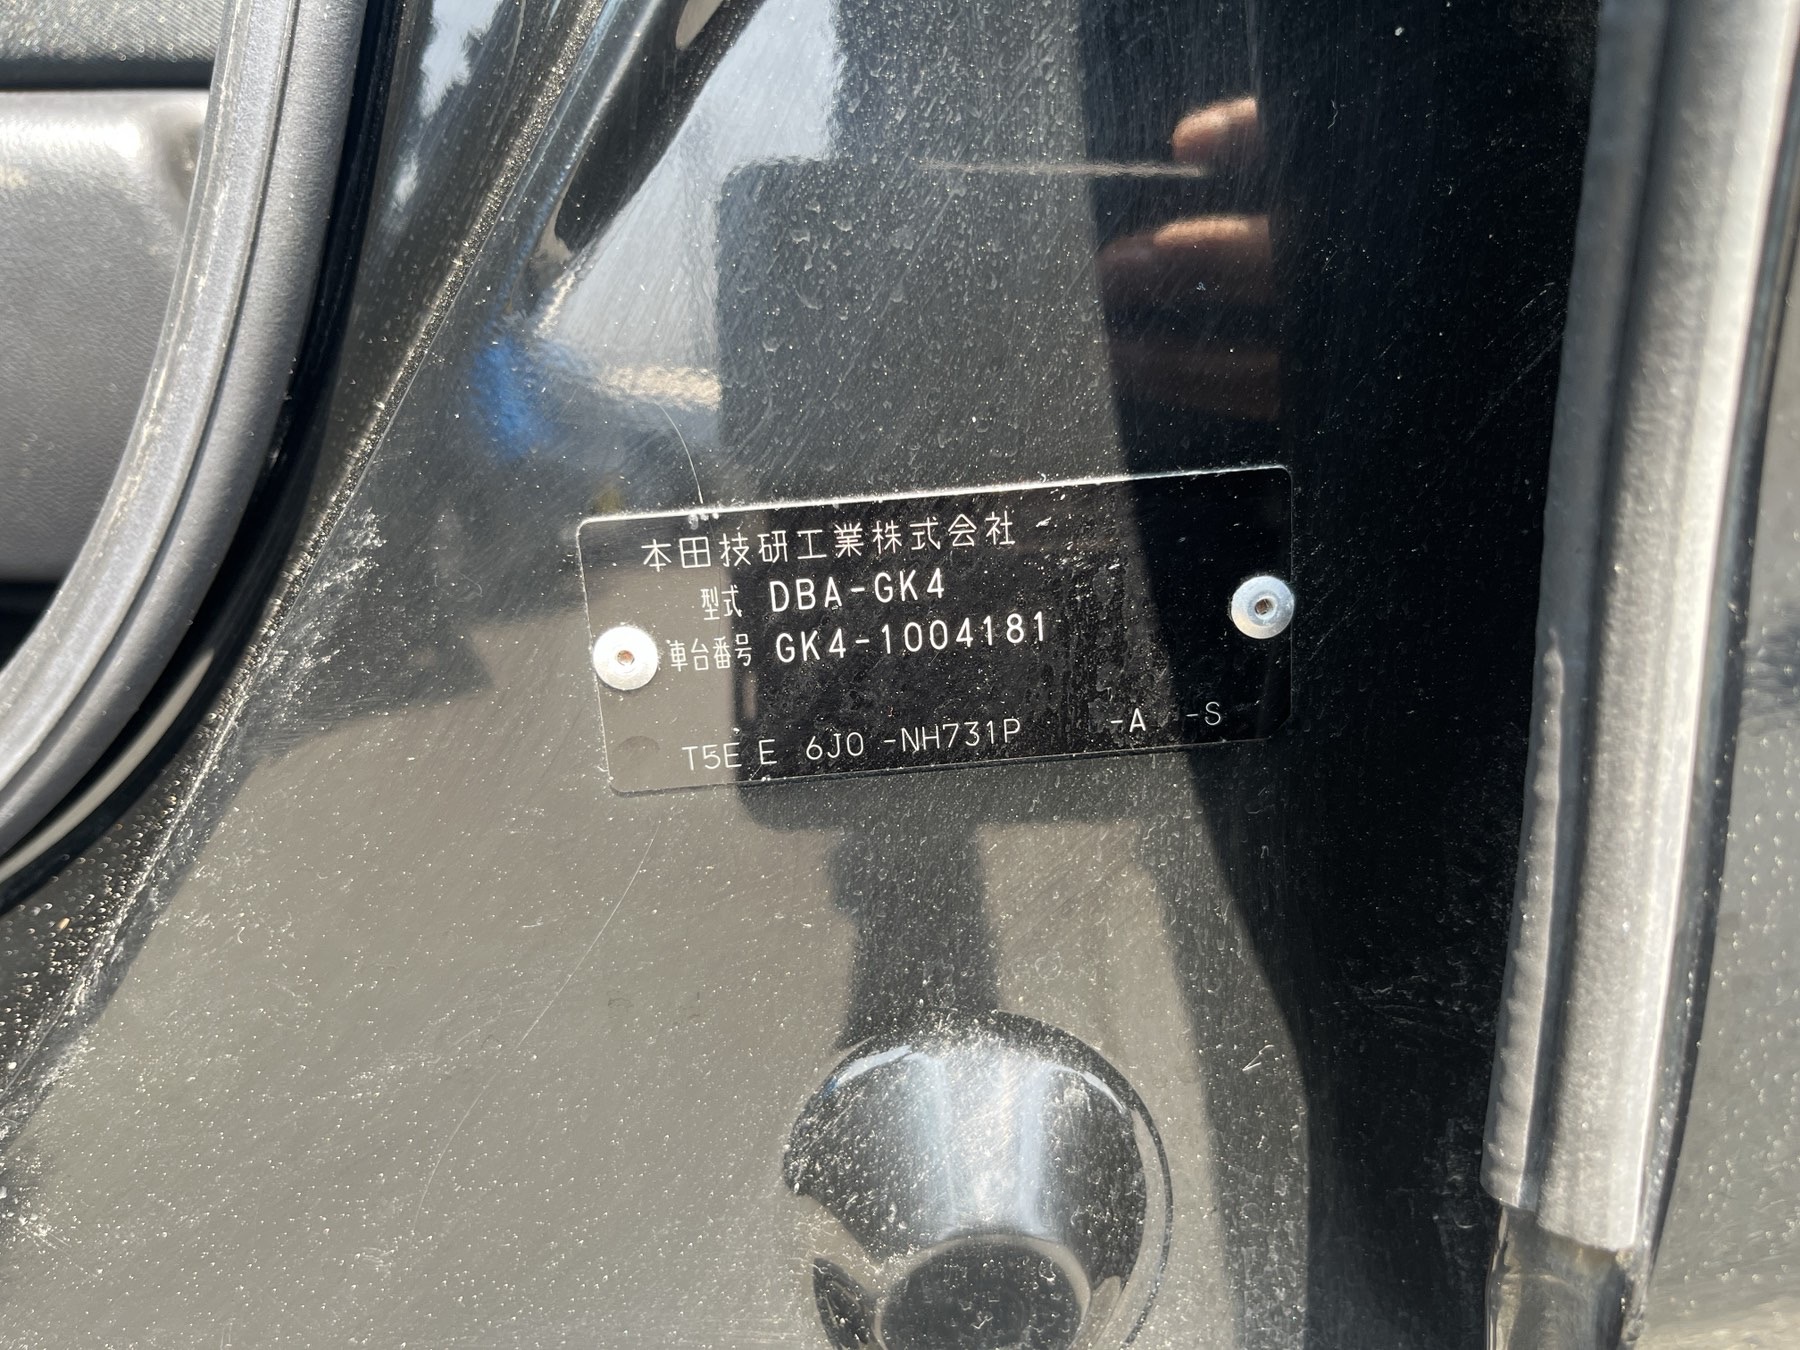 本田技研工業株式会社
型式 DBA-GK4
車台番号 GK4-1004181
T5E E 6J0 -NH731P -A -S